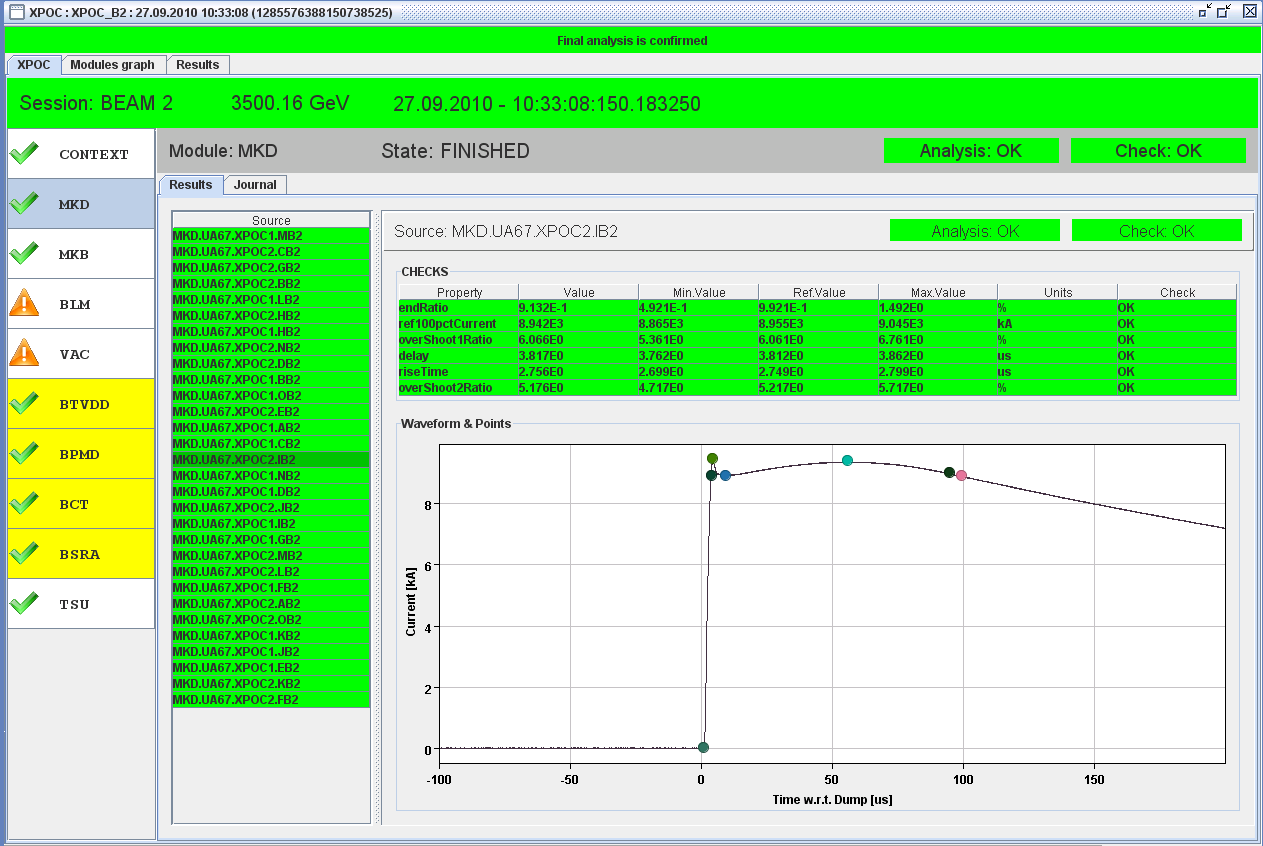 XPOC : XPOC_B2 : 27.09.2010 10:33:08 (1285576388150738525)
Final analysis is confirmed
XPOC Modules graph Results
Session: BEAM 2 3500.16 GeV 27.09.2010 - 10:33:08:150.183250
CONTEXT
MKD
MKB
BLM
VAC
BTVDD
BPMD
BCT
BSRA
TSU
Module: MKD State: FINISHED Analysis: OK Check: OK
Results Journal
Source
MKD.UA67.XPOC1.MB2
MKD.UA67.XPOC2.CB2
MKD.UA67.XPOC2.GB2
MKD.UA67.XPOC2.BB2
MKD.UA67.XPOC1.LB2
MKD.UA67.XPOC2.HB2
MKD.UA67.XPOC1.HB2
MKD.UA67.XPOC2.NB2
MKD.UA67.XPOC2.DB2
MKD.UA67.XPOC1.BB2
MKD.UA67.XPOC1.OB2
MKD.UA67.XPOC2.EB2
MKD.UA67.XPOC1.AB2
MKD.UA67.XPOC1.CB2
MKD.UA67.XPOC2.IB2
MKD.UA67.XPOC1.NB2
MKD.UA67.XPOC1.DB2
MKD.UA67.XPOC2.JB2
MKD.UA67.XPOC1.IB2
MKD.UA67.XPOC1.GB2
MKD.UA67.XPOC2.MB2
MKD.UA67.XPOC2.LB2
MKD.UA67.XPOC1.FB2
MKD.UA67.XPOC2.AB2
MKD.UA67.XPOC2.OB2
MKD.UA67.XPOC1.KB2
MKD.UA67.XPOC1.JB2
MKD.UA67.XPOC1.EB2
MKD.UA67.XPOC2.KB2
MKD.UA67.XPOC2.FB2
Source: MKD.UA67.XPOC2.IB2 Analysis: OK Check: OK
CHECKS
Property Value Min.Value Ref.Value Max.Value Units Check
endRatio 9.132E-1 4.921E-1 9.921E-1 1.492E0 % OK
ref100pctCurrent 8.942E3 8.865E3 8.955E3 9.045E3 kA OK
overShoot1Ratio 6.066E0 5.361E0 6.061E0 6.761E0 % OK
delay 3.817E0 3.762E0 3.812E0 3.862E0 us OK
riseTime 2.756E0 2.699E0 2.749E0 2.799E0 us OK
overShoot2Ratio 5.176E0 4.717E0 5.217E0 5.717E0 % OK
Waveform & Points
8
6
4
2
0
Current [kA]
-100 -50 0 50 100 150
Time w.r.t. Dump [us]